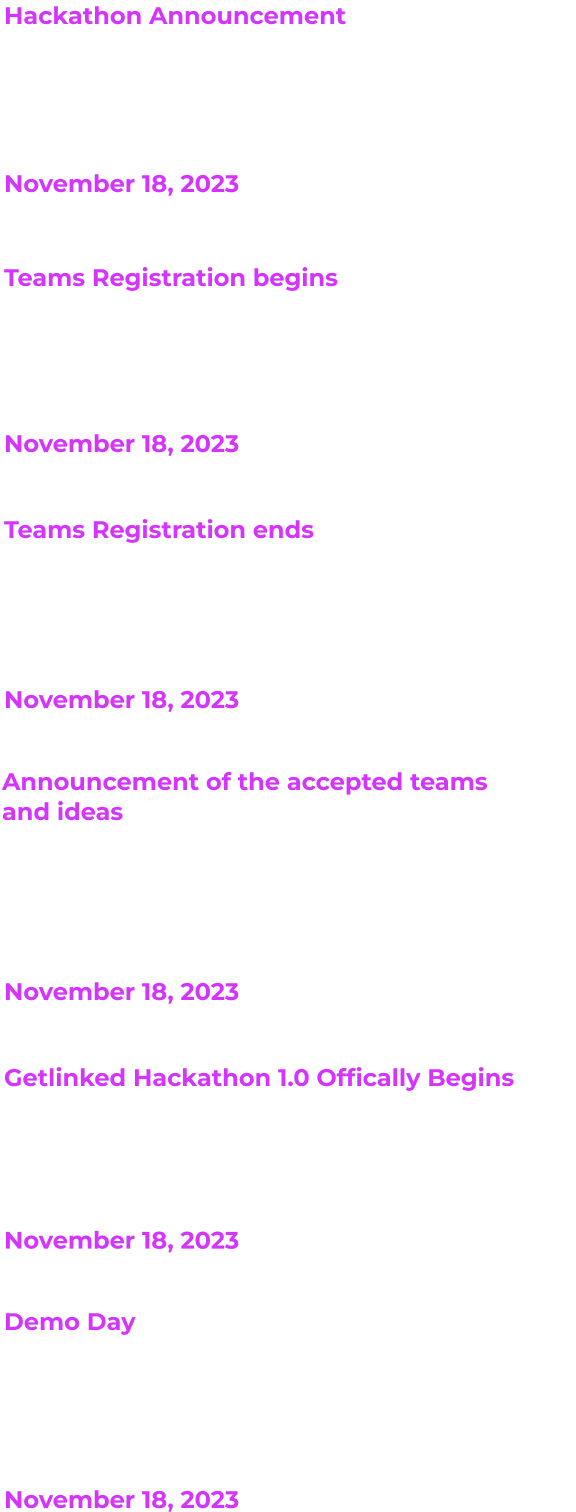 Hackathon Announcement
November 18, 2023
Teams Registration begins
November 18, 2023
Teams Registration ends
November 18, 2023
Announcement of the accepted teams
and ideas
November 18, 2023
Getlinked Hackathon 1.0 Offically Begins
November 18, 2023
Demo Day
November 18, 2023